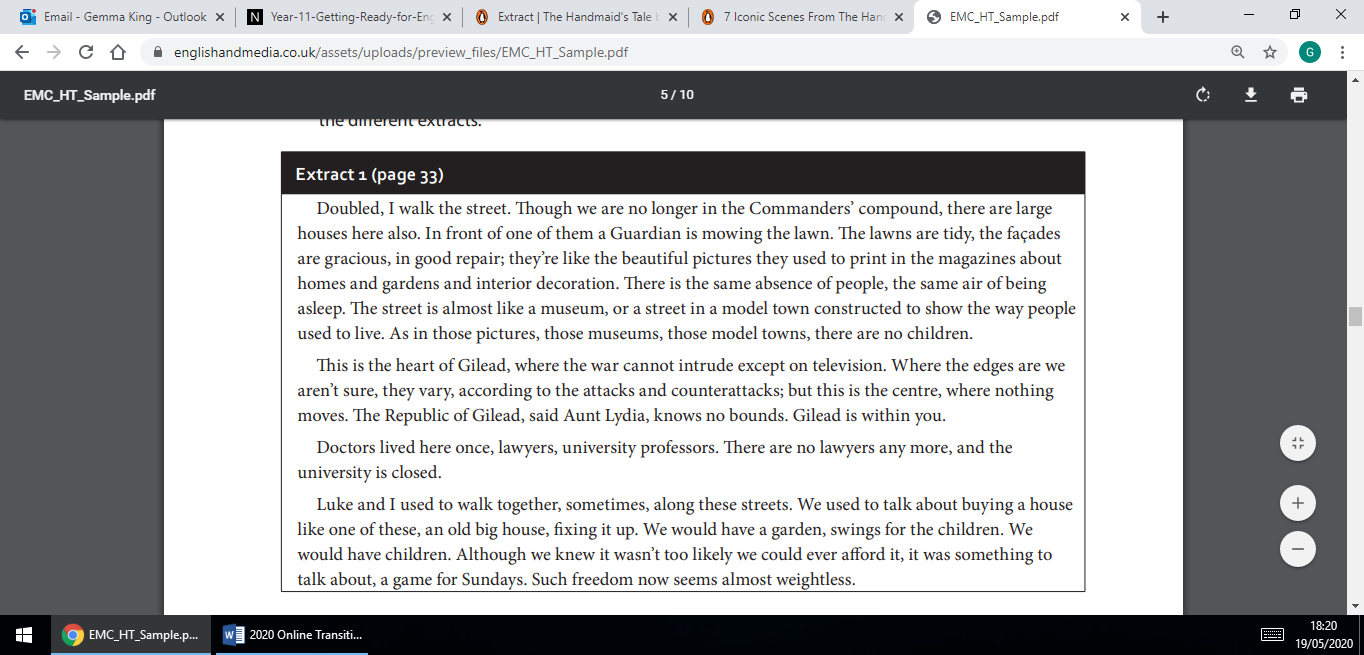 Email - Gemma King - Outlook
Year-11-Getting-Ready-for-Eng
Extract | The Handmaid's Tale b
7 Iconic Scenes From The Hand
EMC_HT_Sample.pdf
englishandmedia.co.uk/assets/uploads/preview_files/EMC_HT_Sample.pdf
G
EMC_HT_Sample.pdf
5 / 10
the different extracts.
Extract 1 (page 33)
Doubled, I walk the street. Though we are no longer in the Commanders’ compound, there are large
houses here also. In front of one of them a Guardian is mowing the lawn. The lawns are tidy, the façades
are gracious, in good repair; they’re like the beautiful pictures they used to print in the magazines about
homes and gardens and interior decoration. There is the same absence of people, the same air of being
asleep. The street is almost like a museum, or a street in a model town constructed to show the way people
used to live. As in those pictures, those museums, those model towns, there are no children.
This is the heart of Gilead, where the war cannot intrude except on television. Where the edges are we
aren’t sure, they vary, according to the attacks and counterattacks; but this is the centre, where nothing
moves. The Republic of Gilead, said Aunt Lydia, knows no bounds. Gilead is within you.
Doctors lived here once, lawyers, university professors. There are no lawyers any more, and the
university is closed.
Luke and I used to walk together, sometimes, along these streets. We used to talk about buying a house
like one of these, an old big house, fixing it up. We would have a garden, swings for the children. We
would have children. Although we knew it wasn’t too likely we could ever afford it, it was something to
talk about, a game for Sundays. Such freedom now seems almost weightless.
EMC_HT_Sample.p...
2020 Online Transiti...
18:20
19/05/2020